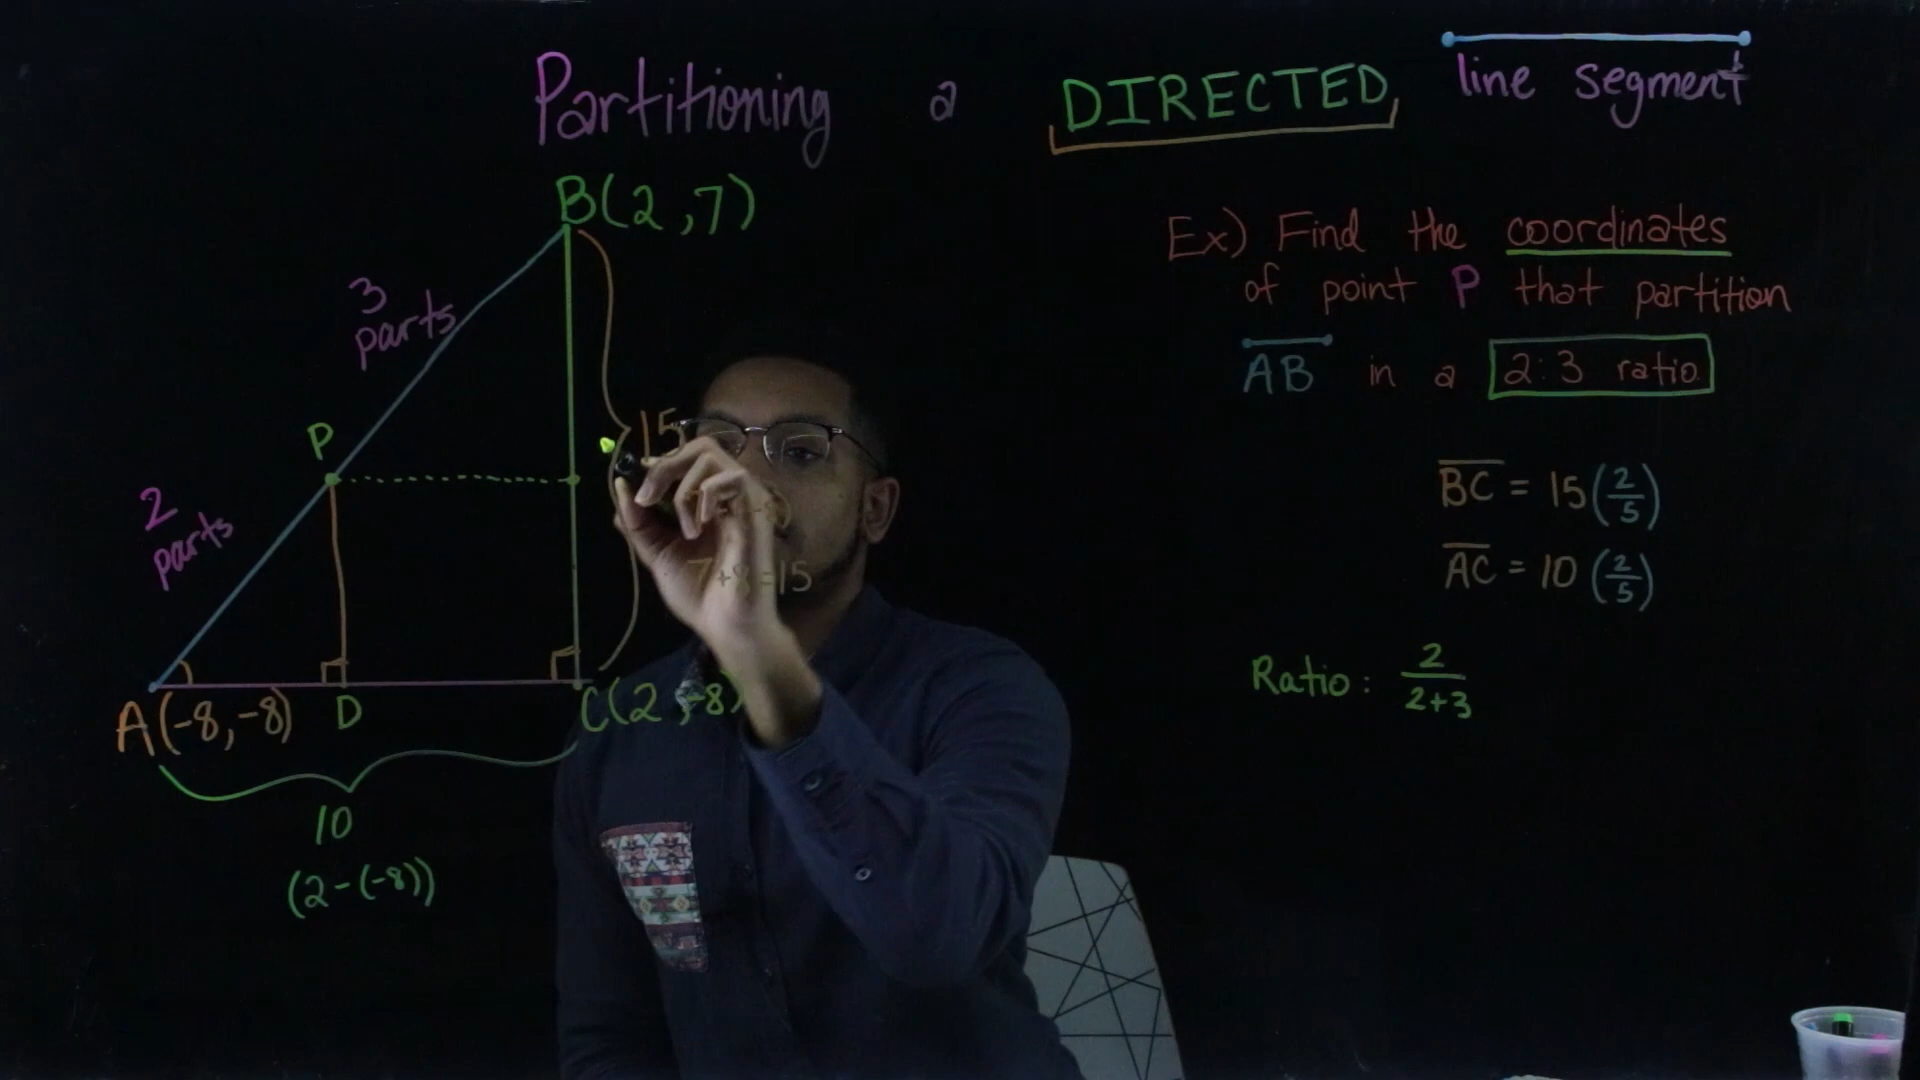 Partitioning a DIRECTED line segment
B(2,7)
3
parts
P
2
parts
A(-8,-8)
D
C(2,-8)
10
(2-(-8))
15
7+8=15
Ex) Find the coordinates
of point P that partition
AB in a 2:3 ratio
BC = 15(2/5)
AC = 10(2/5)
Ratio: 2/2+3